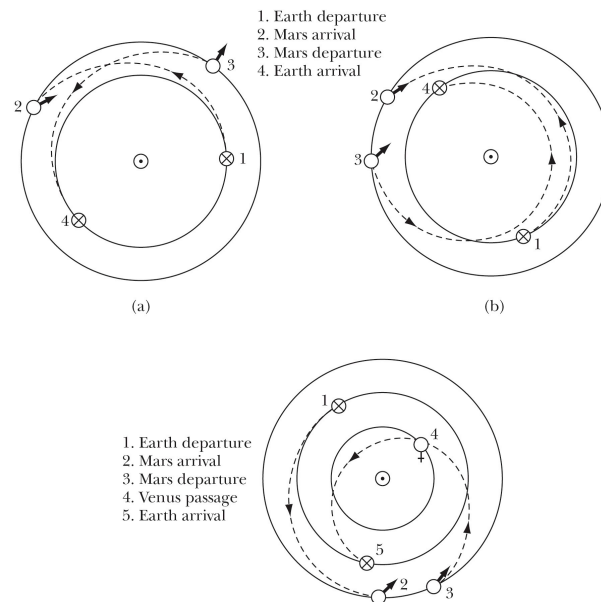 1. Earth departure
2. Mars arrival
3. Mars departure
4. Earth arrival
3
2
1
4
(a)
2
4
3
1
(b)
1. Earth departure
2. Mars arrival
3. Mars departure
4. Venus passage
5. Earth arrival
1
4
5
2
3